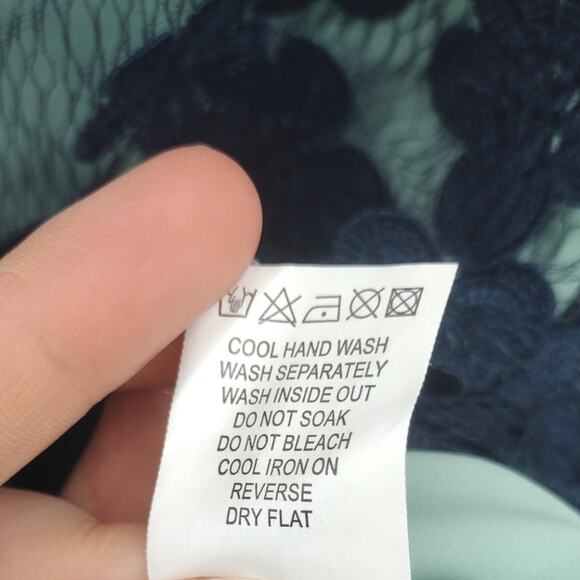 COOL HAND WASH
WASH SEPARATELY
WASH INSIDE OUT
DO NOT SOAK
DO NOT BLEACH
COOL IRON ON
REVERSE
DRY FLAT